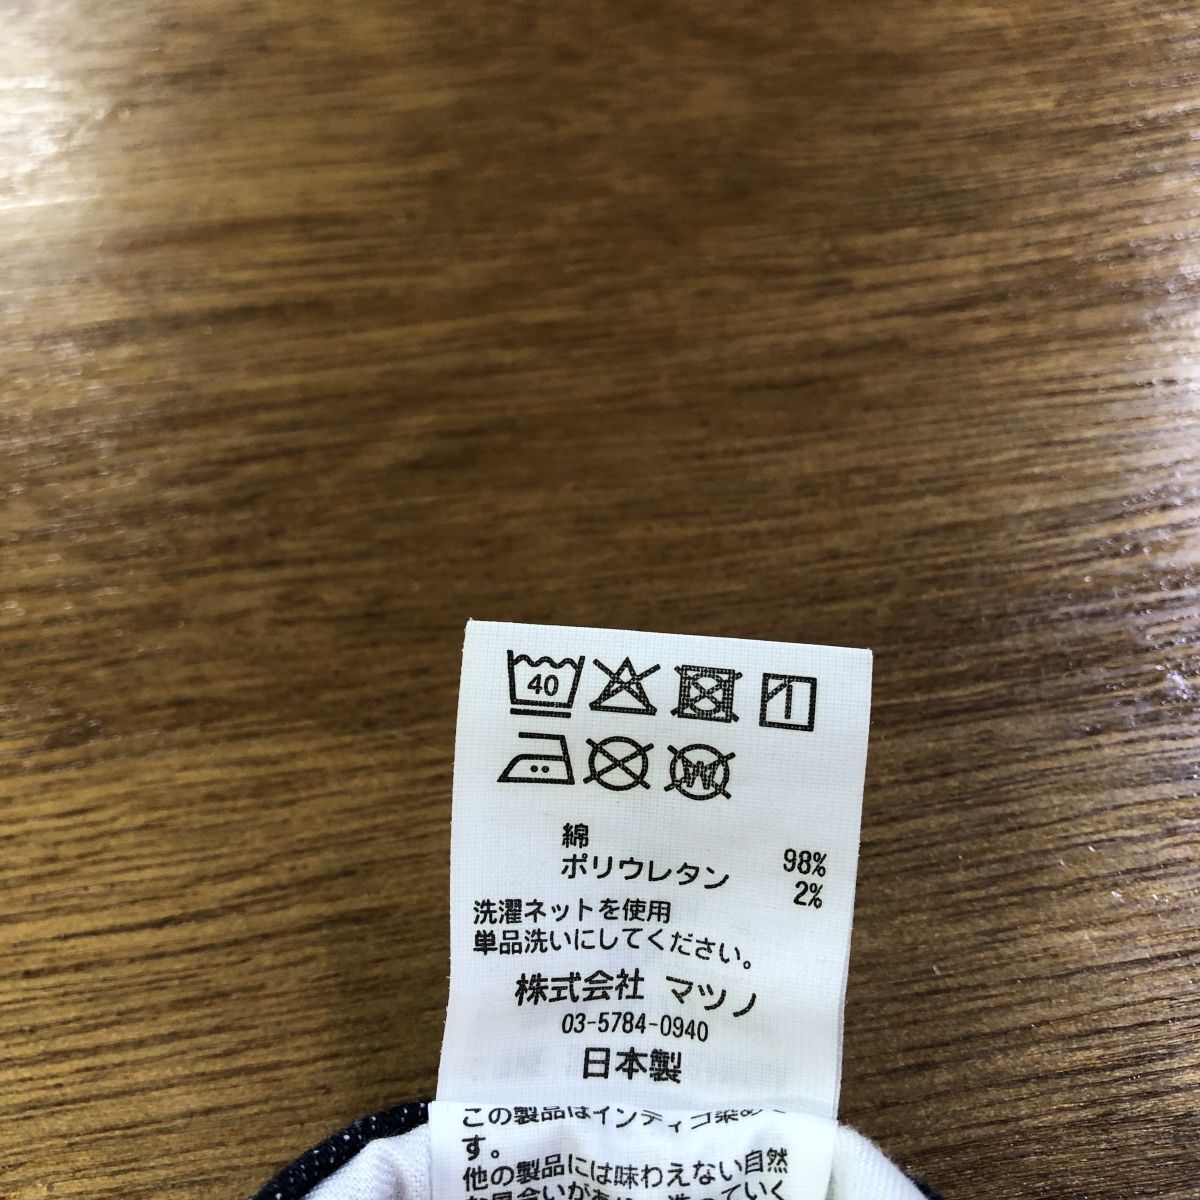 40
綿 98%
ポリウレタン 2%
洗濯ネットを使用
単品洗いにしてください。
株式会社 マツノ
03-5784-0940
日本製
この製品はインディゴ染めで
す。
他の製品には味わえない自然